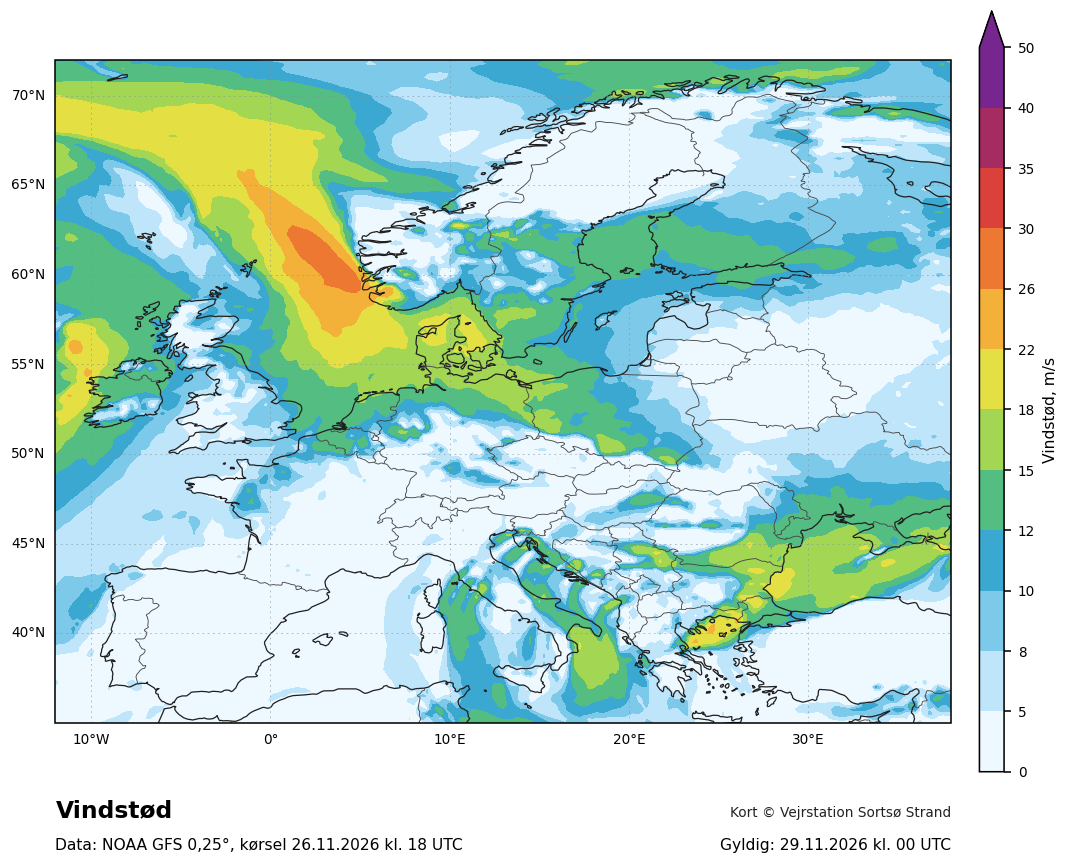 50
40
35
30
26
22
18
15
12
10
8
5
0
Vindstød, m/s
70°N
65°N
60°N
55°N
50°N
45°N
40°N
10°W
0°
10°E
20°E
30°E
Vindstød
Kort © Vejrstation Sortsø Strand
Data: NOAA GFS 0,25°, kørsel 26.11.2026 kl. 18 UTC
Gyldig: 29.11.2026 kl. 00 UTC